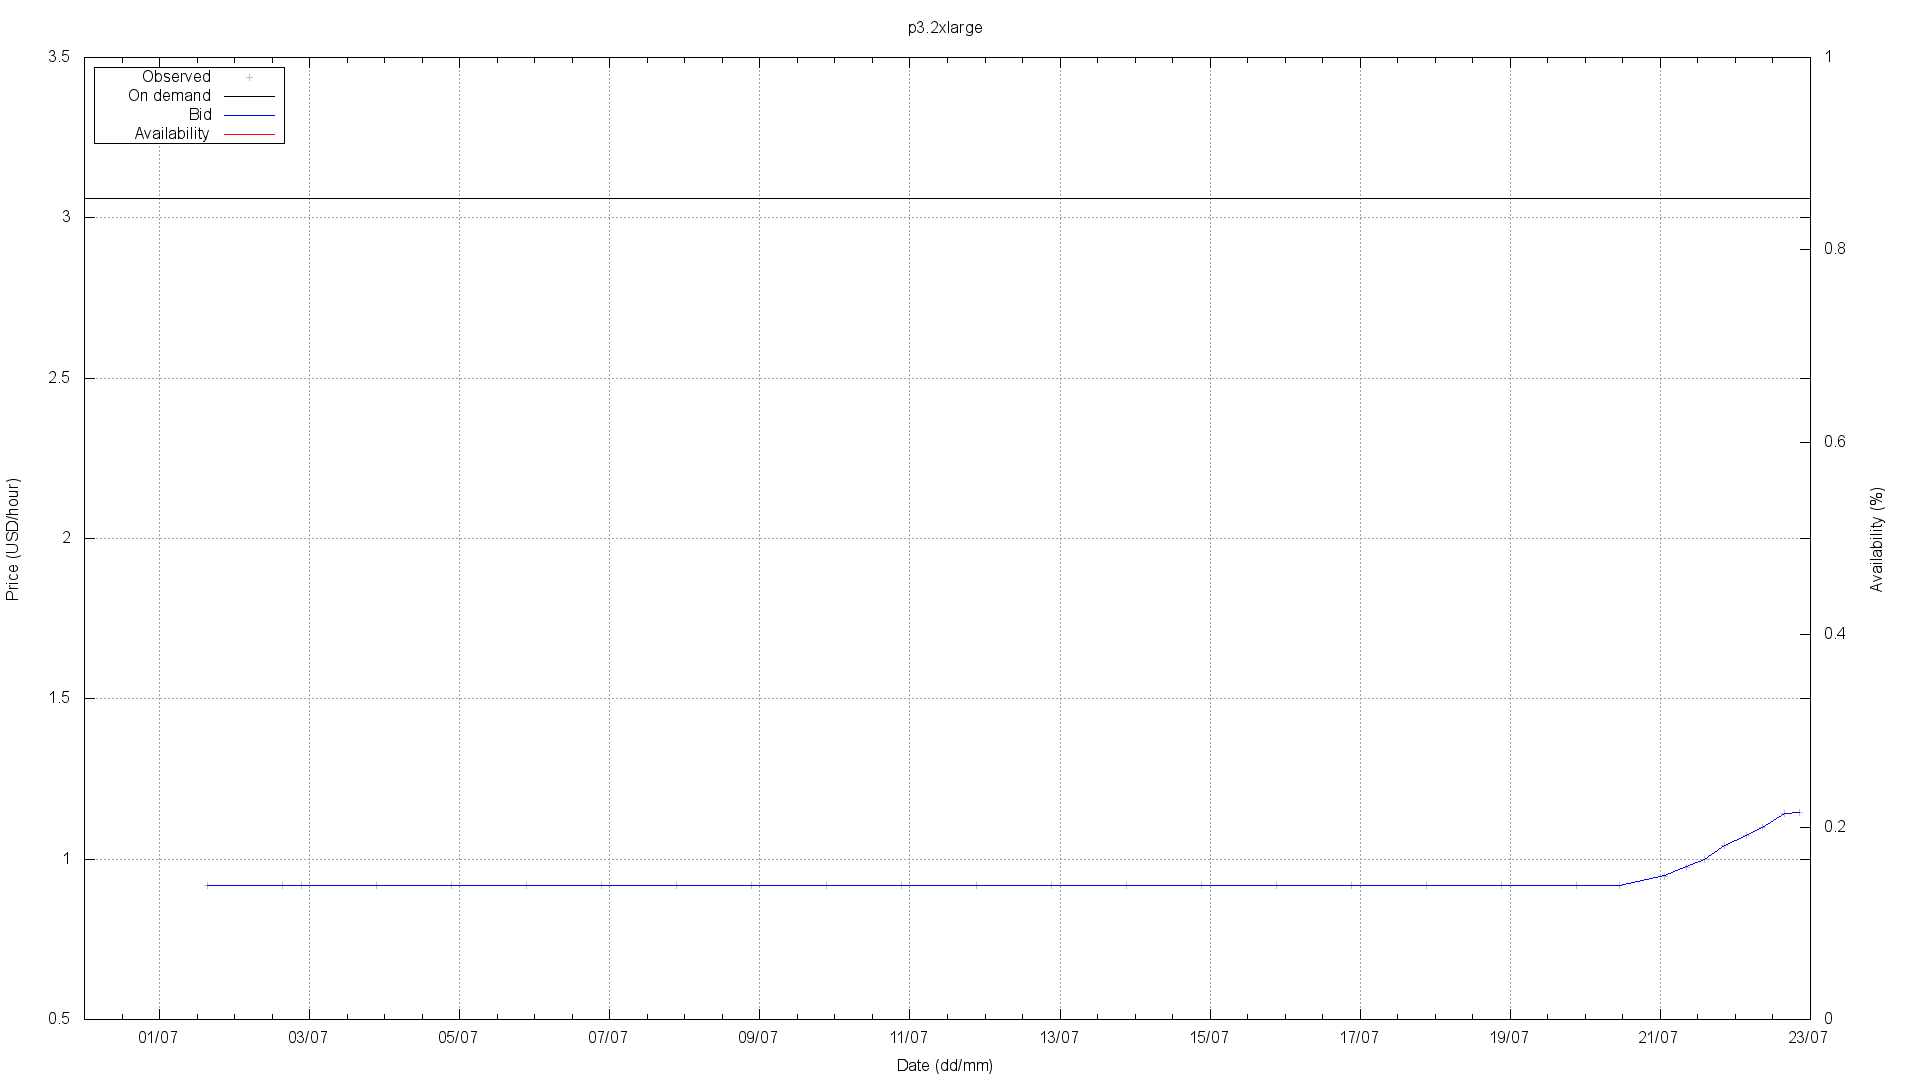 p3.2xlarge
Observed
On demand
Bid
Availability
3.5
3
2.5
2
1.5
1
0.5
1
0.8
0.6
0.4
0.2
0
Price (USD/hour)
Availability (%)
01/07 03/07 05/07 07/07 09/07 11/07 13/07 15/07 17/07 19/07 21/07 23/07
Date (dd/mm)